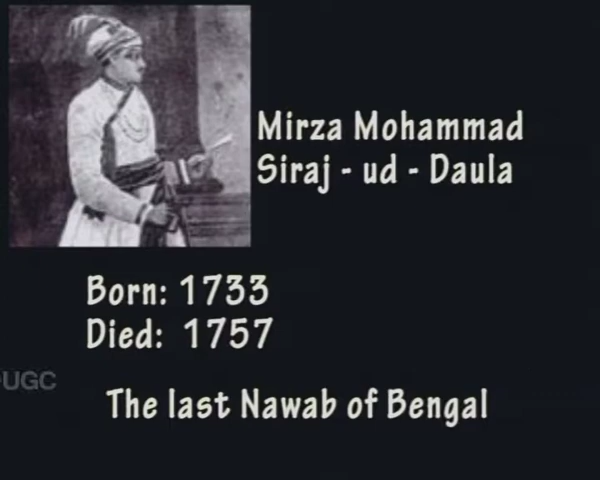 Mirza Mohammad
Siraj - ud - Daula
Born: 1733
Died: 1757
UGC
The last Nawab of Bengal